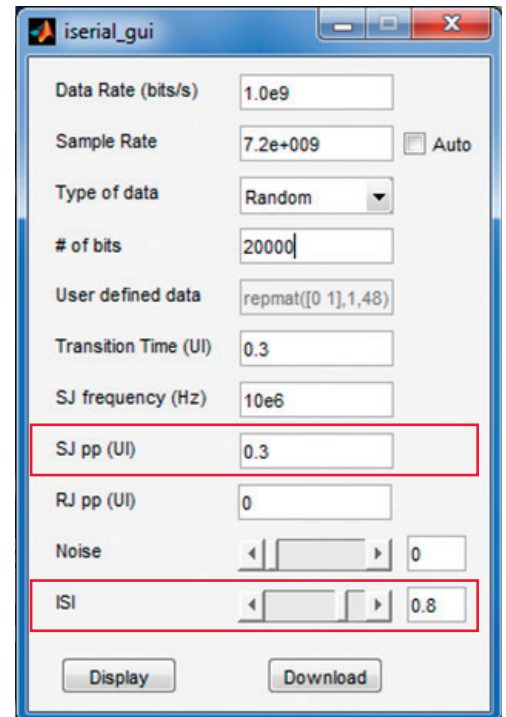 iserial_gui
Data Rate (bits/s) 1.0e9
Sample Rate 7.2e+009 Auto
Type of data Random
# of bits 20000
User defined data repmat([0 1],1,48)
Transition Time (UI) 0.3
SJ frequency (Hz) 10e6
SJ pp (UI) 0.3
RJ pp (UI) 0
Noise 0
ISI 0.8
Display Download